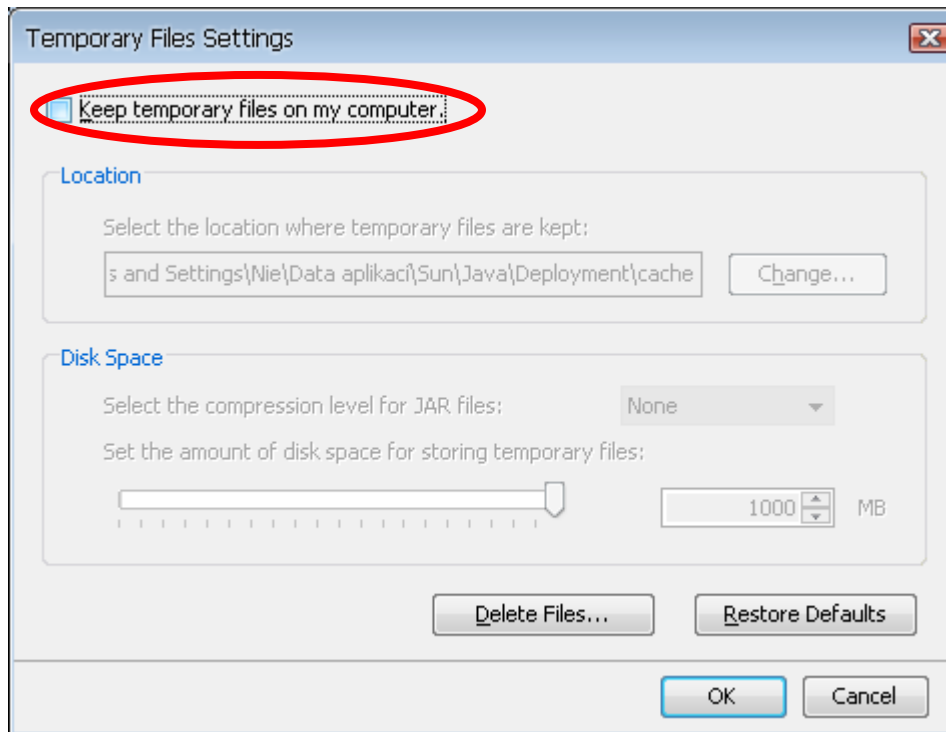 Temporary Files Settings
Keep temporary files on my computer.
Location
Select the location where temporary files are kept:
s and Settings\Nie\Data aplikací\Sun\Java\Deployment\cache
Change...
Disk Space
Select the compression level for JAR files:
None
Set the amount of disk space for storing temporary files:
1000
MB
Delete Files...
Restore Defaults
OK
Cancel